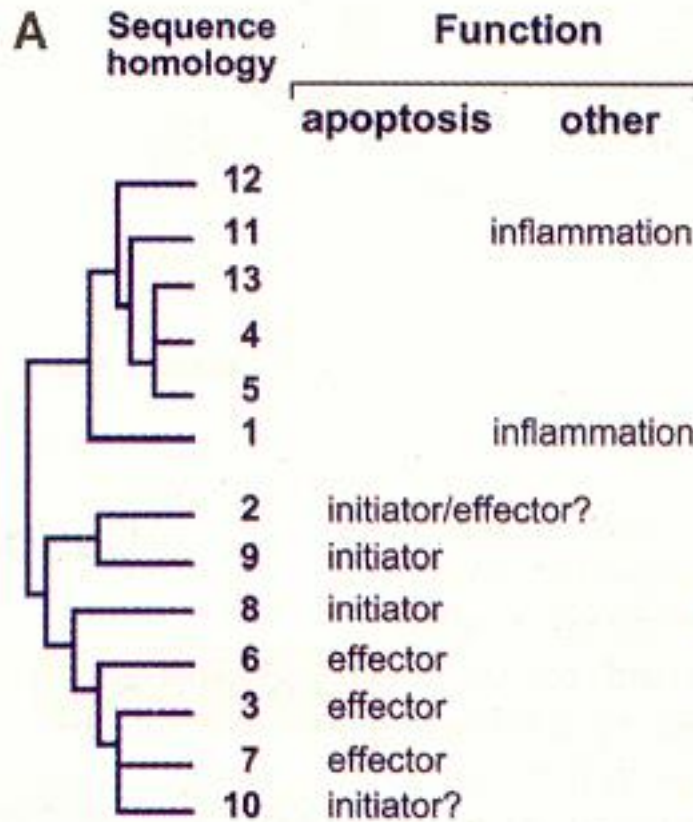 A
Sequence
homology
Function
apoptosis other
12
11 inflammation
13
4
5
1 inflammation
2 initiator/effector?
9 initiator
8 initiator
6 effector
3 effector
7 effector
10 initiator?